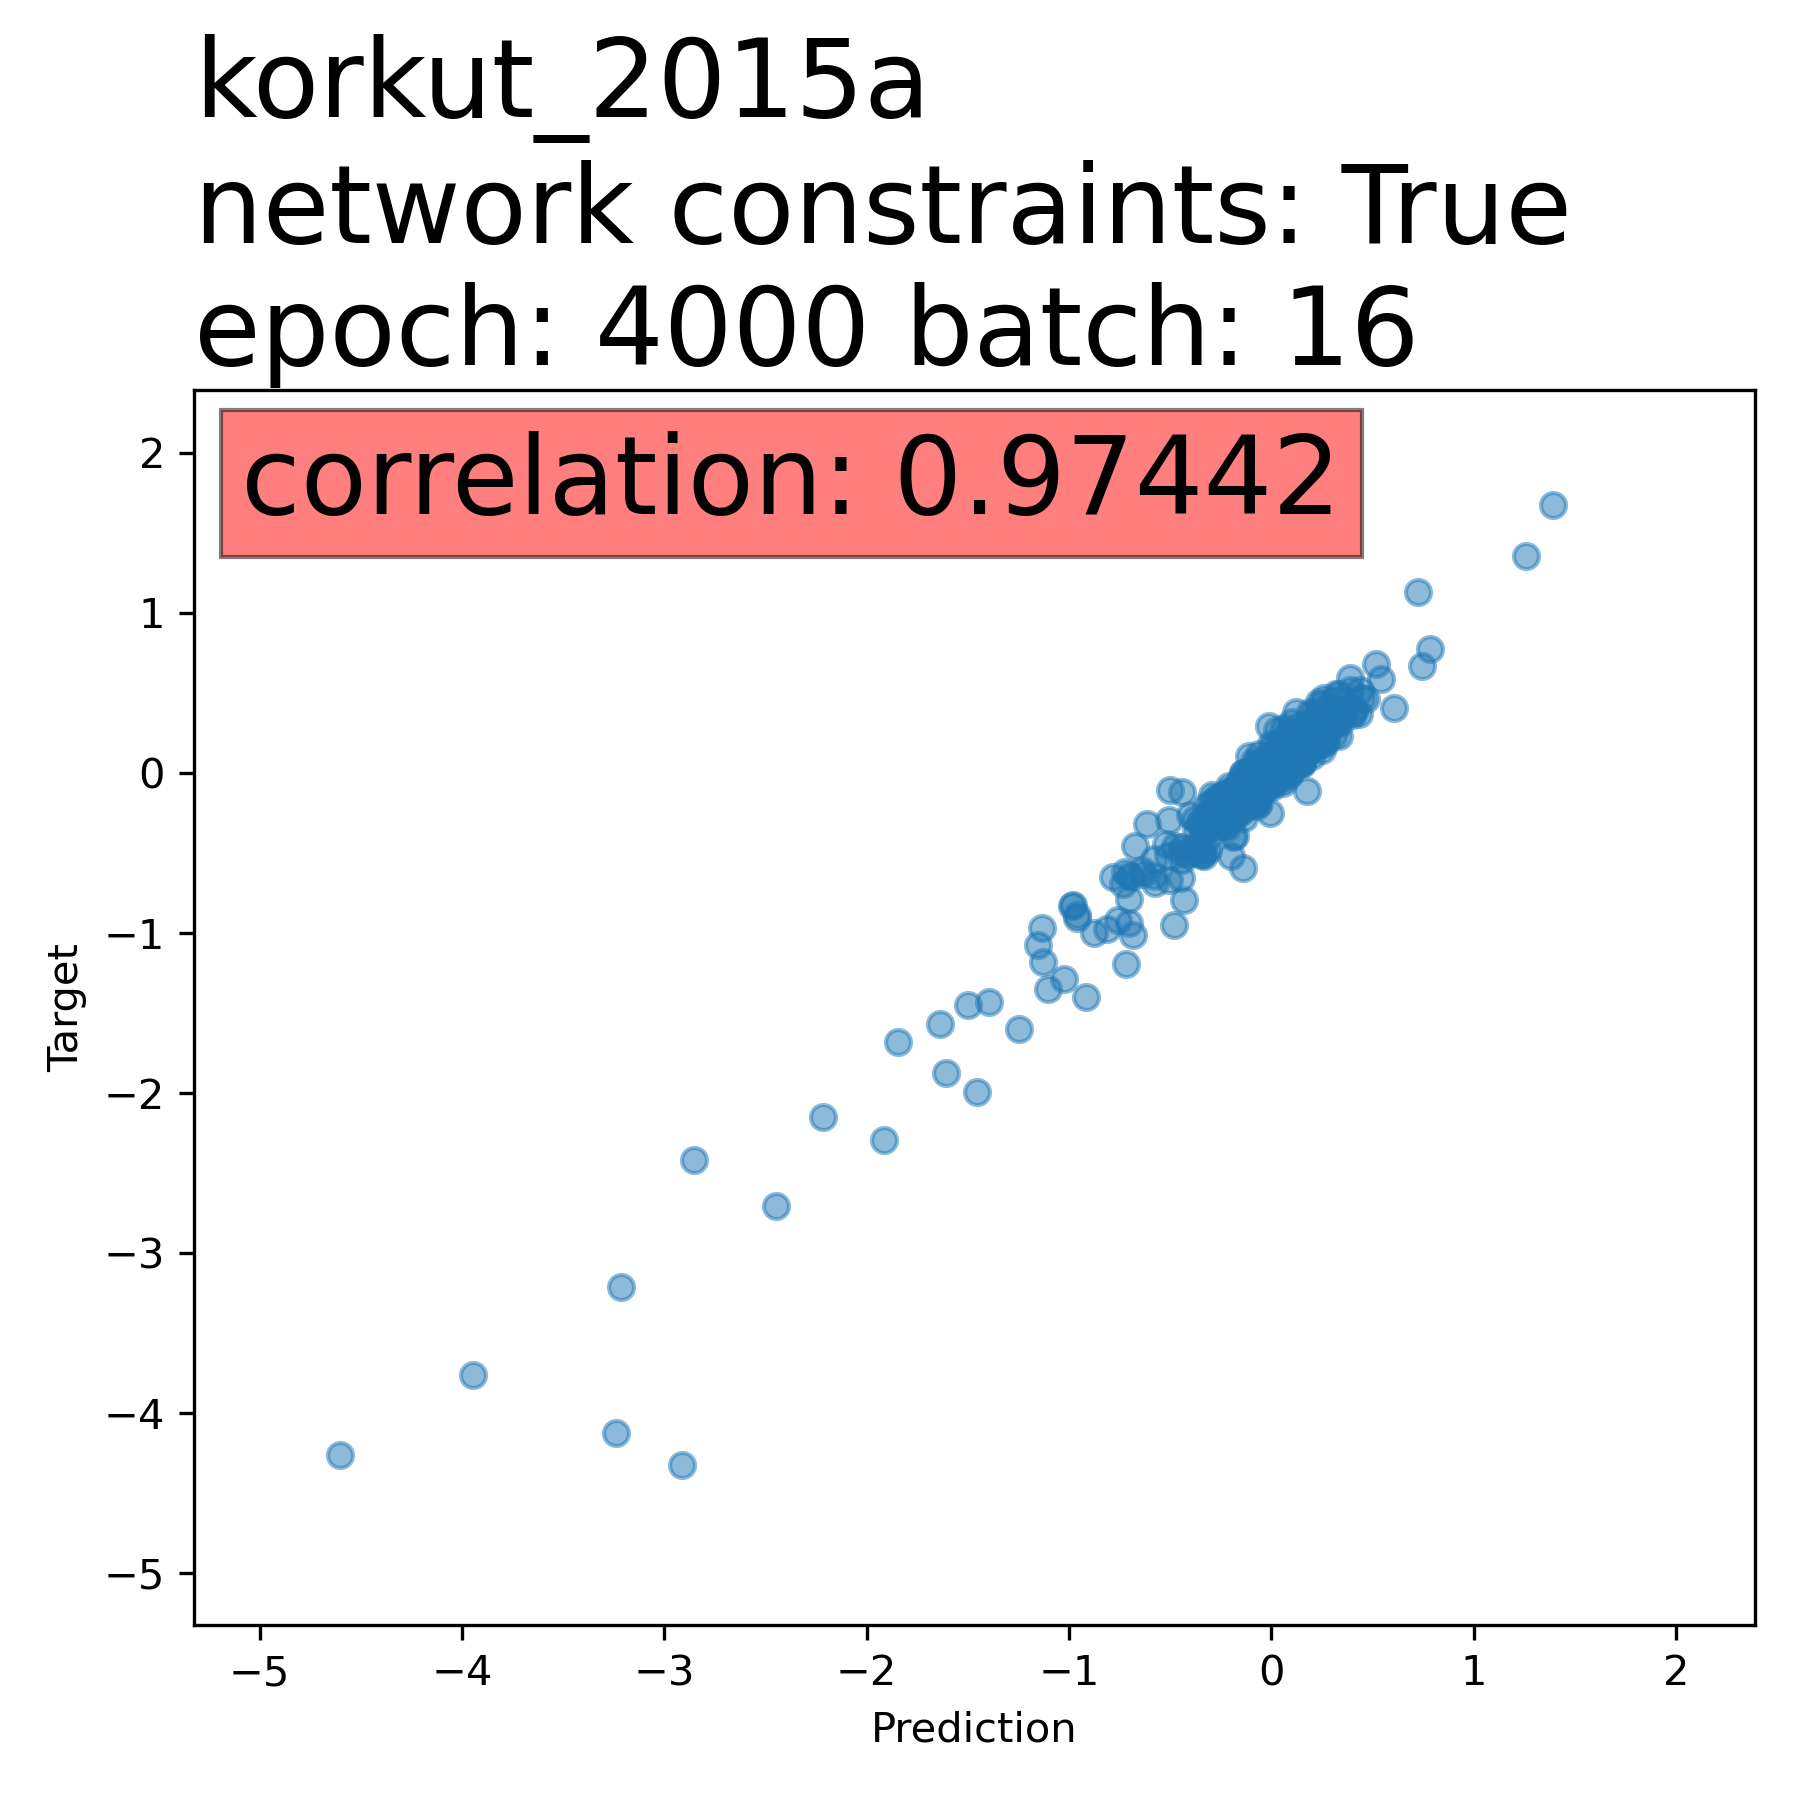 korkut_2015a
network constraints: True
epoch: 4000 batch: 16
correlation: 0.97442
2
1
0
−1
−2
−3
−4
−5
Target
−5 −4 −3 −2 −1 0 1 2
Prediction